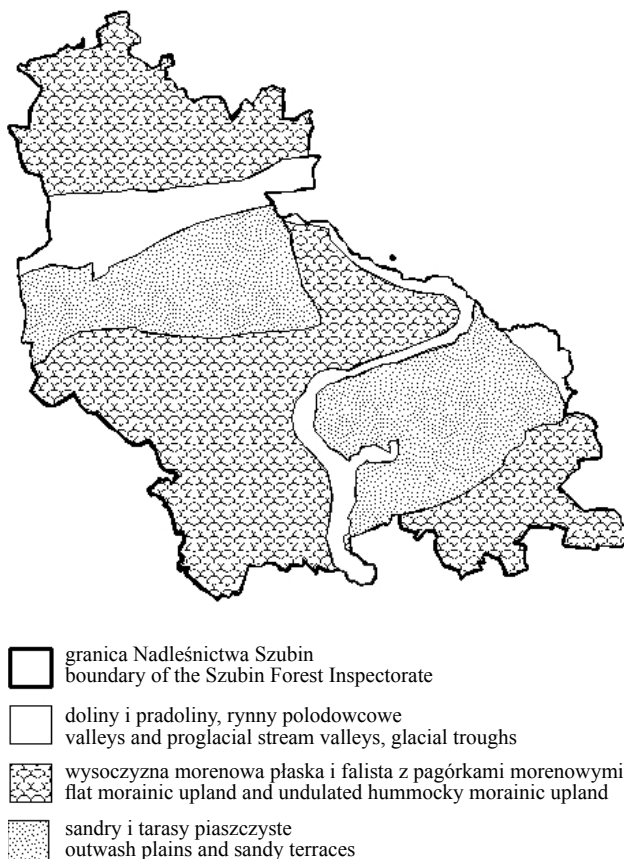 granica Nadleśnictwa Szubin
boundary of the Szubin Forest Inspectorate
doliny i pradoliny, rynny polodowcowe
valleys and proglacial stream valleys, glacial troughs
wysoczyzna morenowa płaska i falista z pagórkami morenowymi
flat morainic upland and undulated hummocky morainic upland
sandry i tarasy piaszczyste
outwash plains and sandy terraces